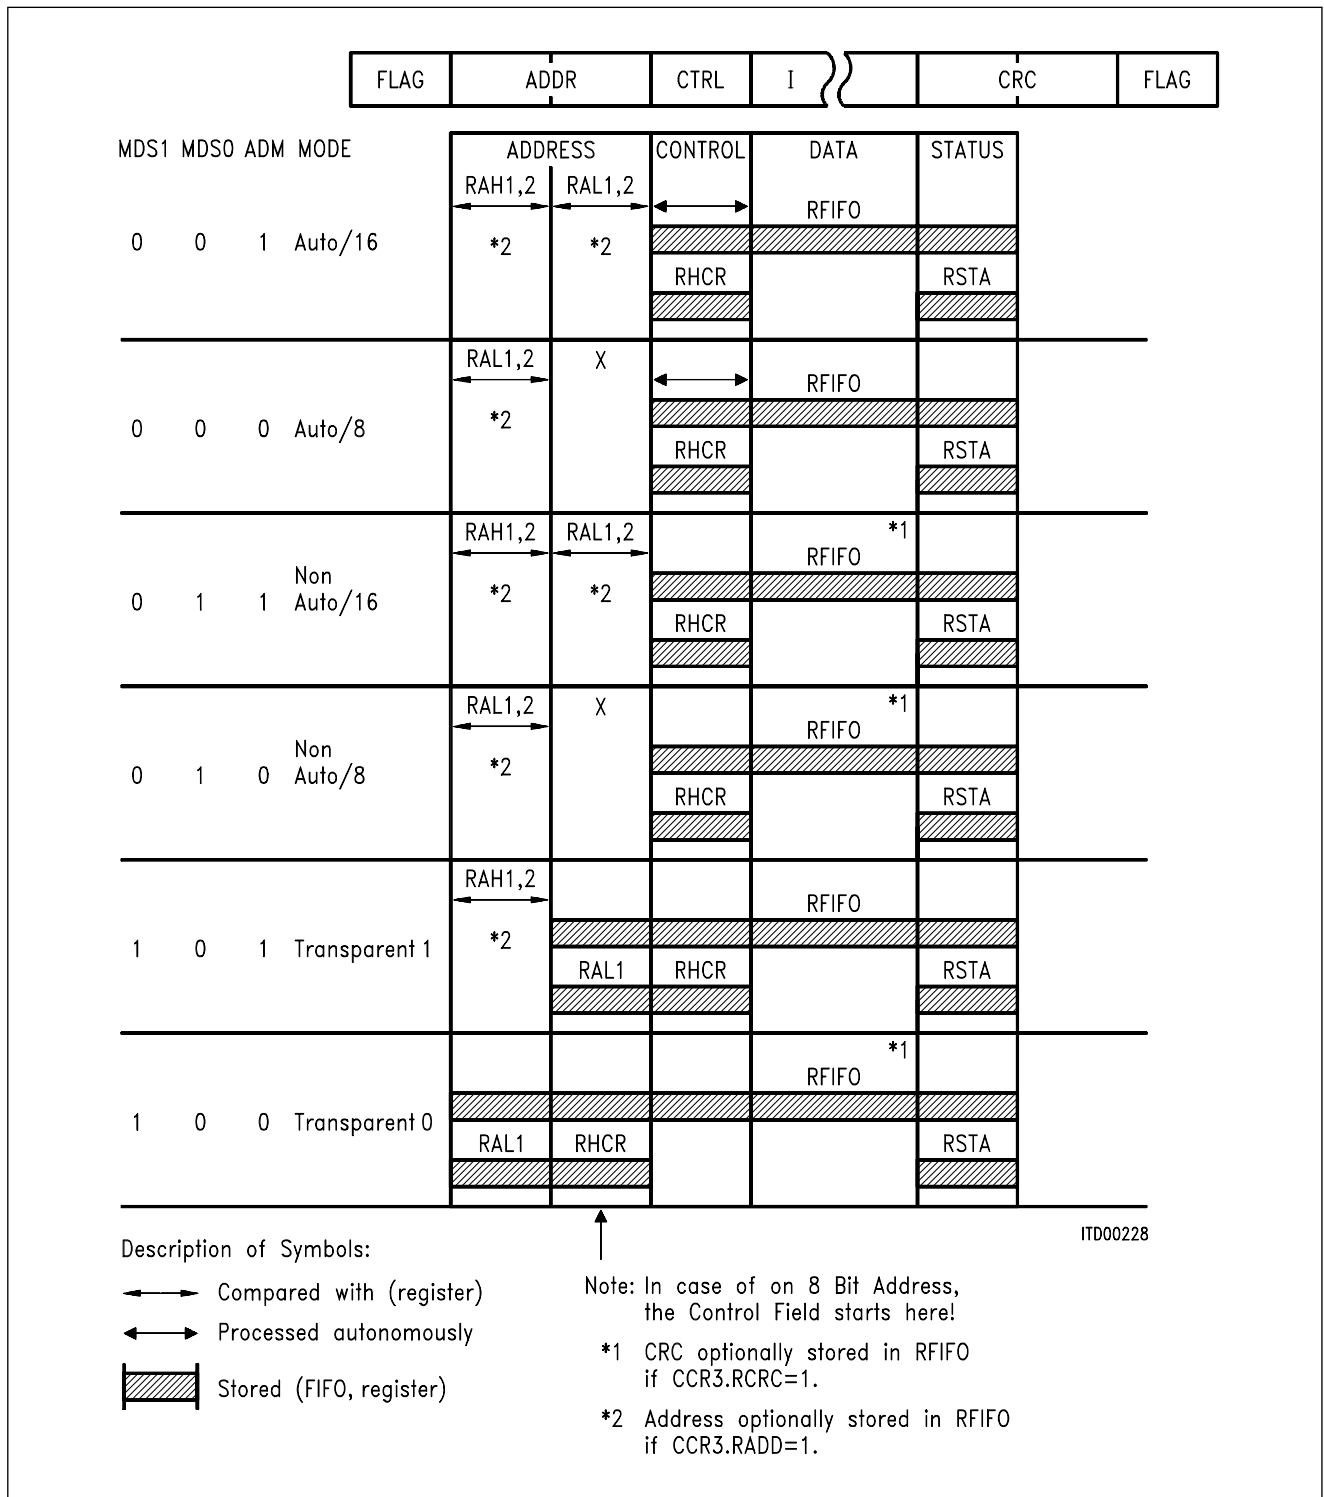 FLAG ADDR CTRL I CRC FLAG
MDS1 MDS0 ADM MODE ADDRESS CONTROL DATA STATUS
RAH1,2 RAL1,2
RFIFO
0 0 1 Auto/16 *2 *2
RHCR RSTA
RAL1,2 X
RFIFO
0 0 0 Auto/8 *2
RHCR RSTA
RAH1,2 RAL1,2 *1
RFIFO
Non
0 1 1 Auto/16 *2 *2
RHCR RSTA
RAL1,2 X *1
RFIFO
Non
0 1 0 Auto/8 *2
RHCR RSTA
RAH1,2
RFIFO
1 0 1 Transparent 1 *2
RAL1 RHCR RSTA
*1
RFIFO
1 0 0 Transparent 0
RAL1 RHCR RSTA
ITD00228
Description of Symbols:
Compared with (register)
Processed autonomously
Stored (FIFO, register)
Note: In case of on 8 Bit Address,
the Control Field starts here!
*1 CRC optionally stored in RFIFO
if CCR3.RCRC=1.
*2 Address optionally stored in RFIFO
if CCR3.RADD=1.